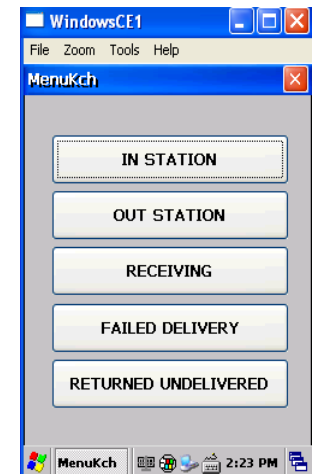 WindowsCE1
File Zoom Tools Help
MenuKch
IN STATION
OUT STATION
RECEIVING
FAILED DELIVERY
RETURNED UNDELIVERED
MenuKch 2:23 PM